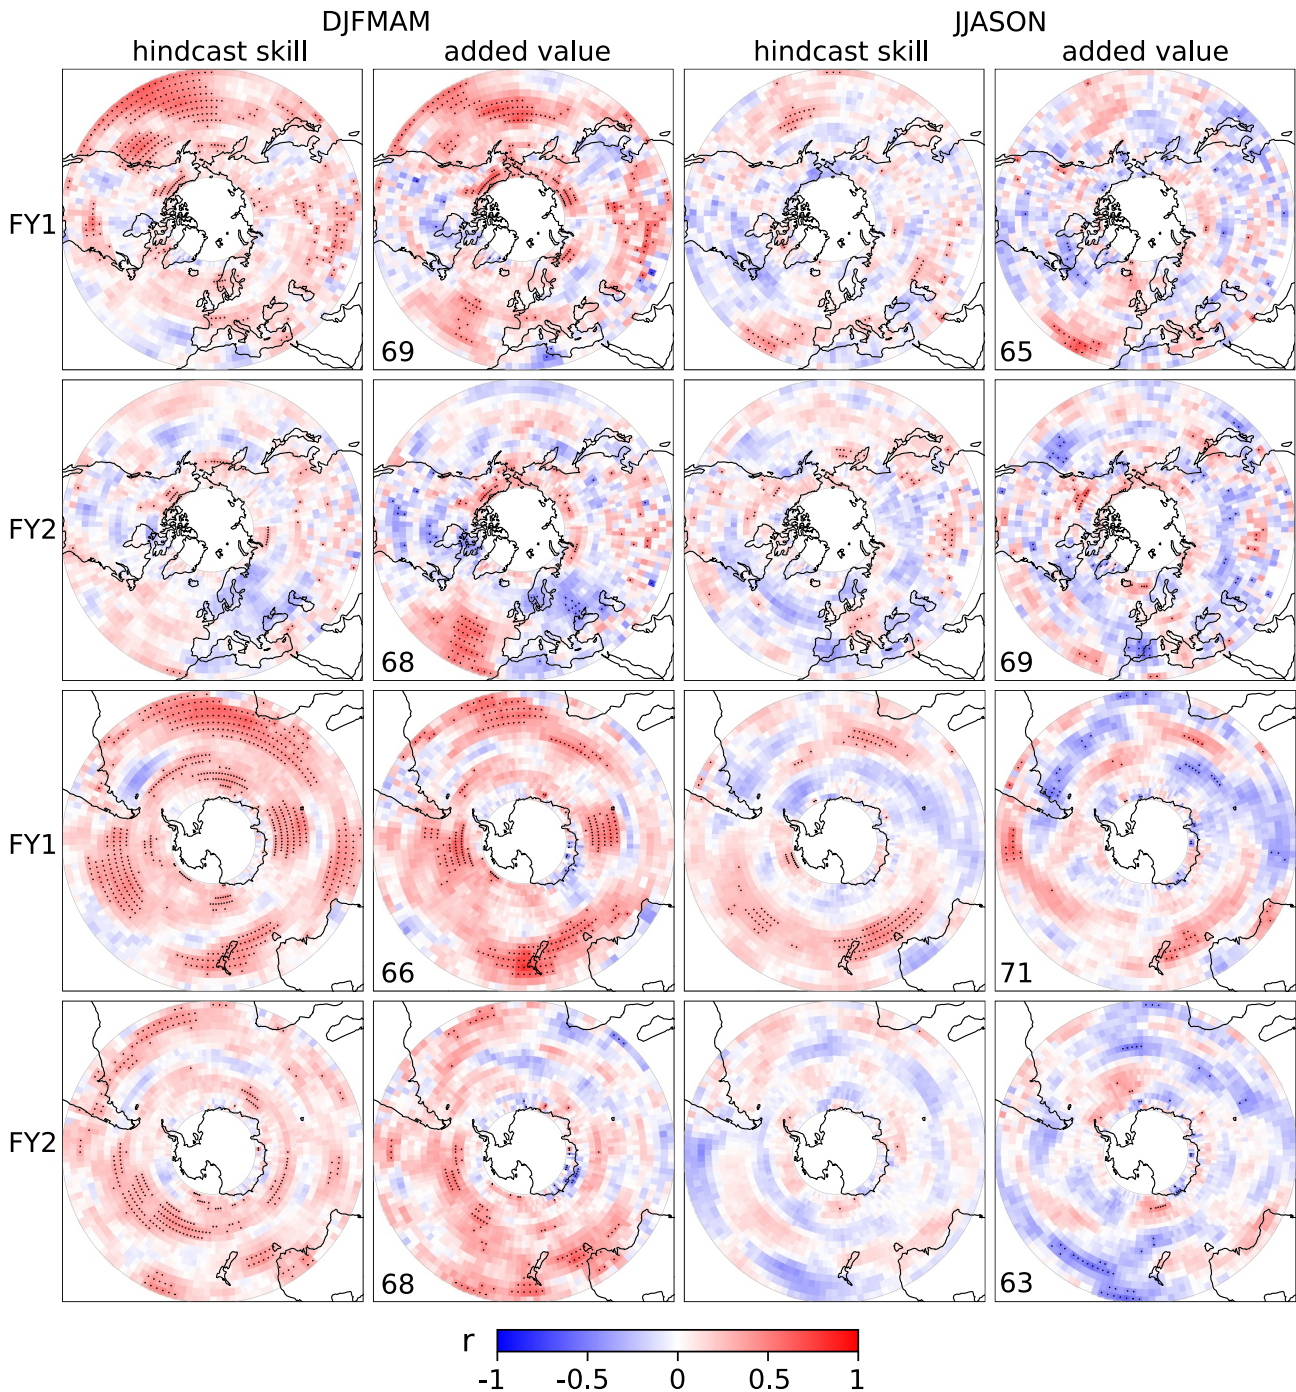 DJFMAM JJASON
hindcast skill added value hindcast skill added value
FY1
69 65
FY2
68 69
FY1
66 71
FY2
68 63
r
-1 -0.5 0 0.5 1